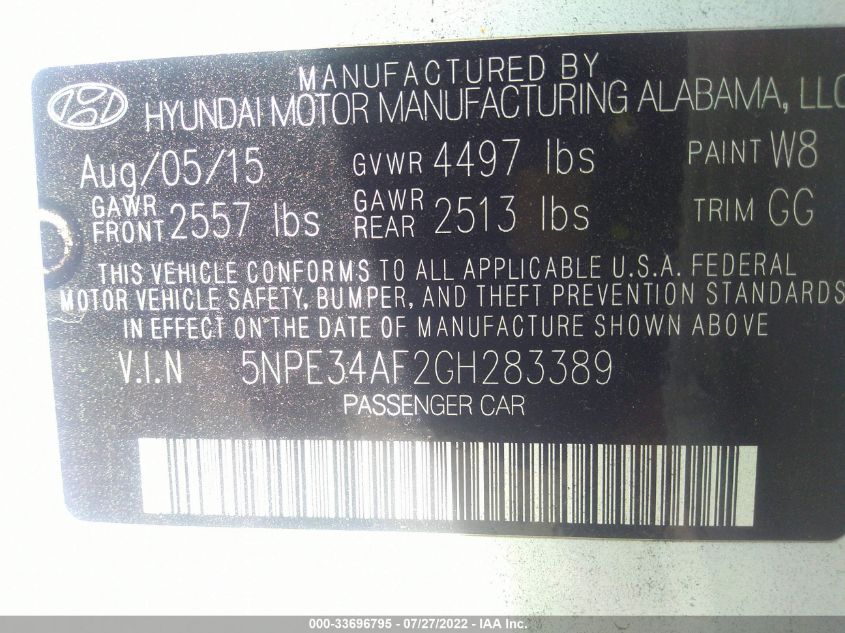 MANUFACTURED BY
HYUNDAI MOTOR MANUFACTURING ALABAMA, LLC
Aug/05/15 GVWR 4497 lbs PAINT W8
GAWR FRONT 2557 lbs GAWR REAR 2513 lbs TRIM GG
THIS VEHICLE CONFORMS TO ALL APPLICABLE U.S.A. FEDERAL
MOTOR VEHICLE SAFETY, BUMPER, AND THEFT PREVENTION STANDARDS
IN EFFECT ON THE DATE OF MANUFACTURE SHOWN ABOVE
V.I.N 5NPE34AF2GH283389
PASSENGER CAR
000-33696795 - 07/27/2022 - IAA Inc.